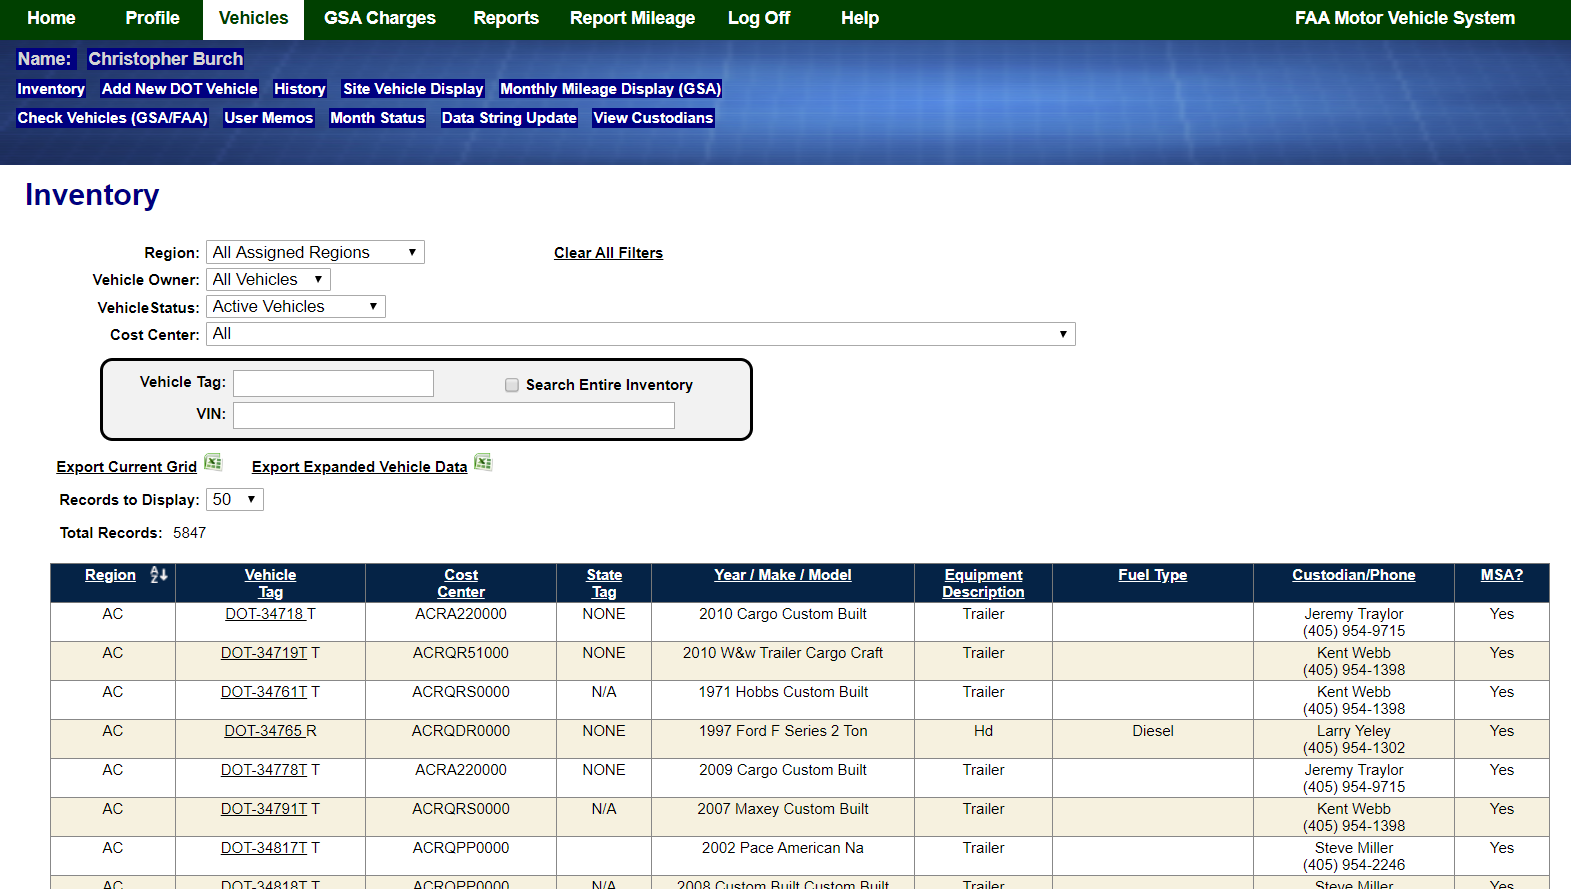 Home Profile Vehicles GSA Charges Reports Report Mileage Log Off Help FAA Motor Vehicle System
Name: Christopher Burch
Inventory Add New DOT Vehicle History Site Vehicle Display Monthly Mileage Display (GSA)
Check Vehicles (GSA/FAA) User Memos Month Status Data String Update View Custodians
Inventory
Region: All Assigned Regions Clear All Filters
Vehicle Owner: All Vehicles
VehicleStatus: Active Vehicles
Cost Center: All
Vehicle Tag: Search Entire Inventory
VIN:
Export Current Grid Export Expanded Vehicle Data
Records to Display: 50
Total Records: 5847
Region Vehicle Tag Cost Center State Tag Year / Make / Model Equipment Description Fuel Type Custodian/Phone MSA?
AC DOT-34718 T ACRA220000 NONE 2010 Cargo Custom Built Trailer Jeremy Traylor (405) 954-9715 Yes
AC DOT-34719T T ACRQR51000 NONE 2010 W&w Trailer Cargo Craft Trailer Kent Webb (405) 954-1398 Yes
AC DOT-34761T T ACRQRS0000 N/A 1971 Hobbs Custom Built Trailer Kent Webb (405) 954-1398 Yes
AC DOT-34765 R ACRQDR0000 NONE 1997 Ford F Series 2 Ton Hd Diesel Larry Yeley (405) 954-1302 Yes
AC DOT-34778T T ACRA220000 NONE 2009 Cargo Custom Built Trailer Jeremy Traylor (405) 954-9715 Yes
AC DOT-34791T T ACRQRS0000 N/A 2007 Maxey Custom Built Trailer Kent Webb (405) 954-1398 Yes
AC DOT-34817T T ACRQPP0000 2002 Pace American Na Trailer Steve Miller (405) 954-2246 Yes
AC DOT-34818T T ACRQPP0000 N/A 2008 Custom Built Custom Built Trailer Steve Miller Yes